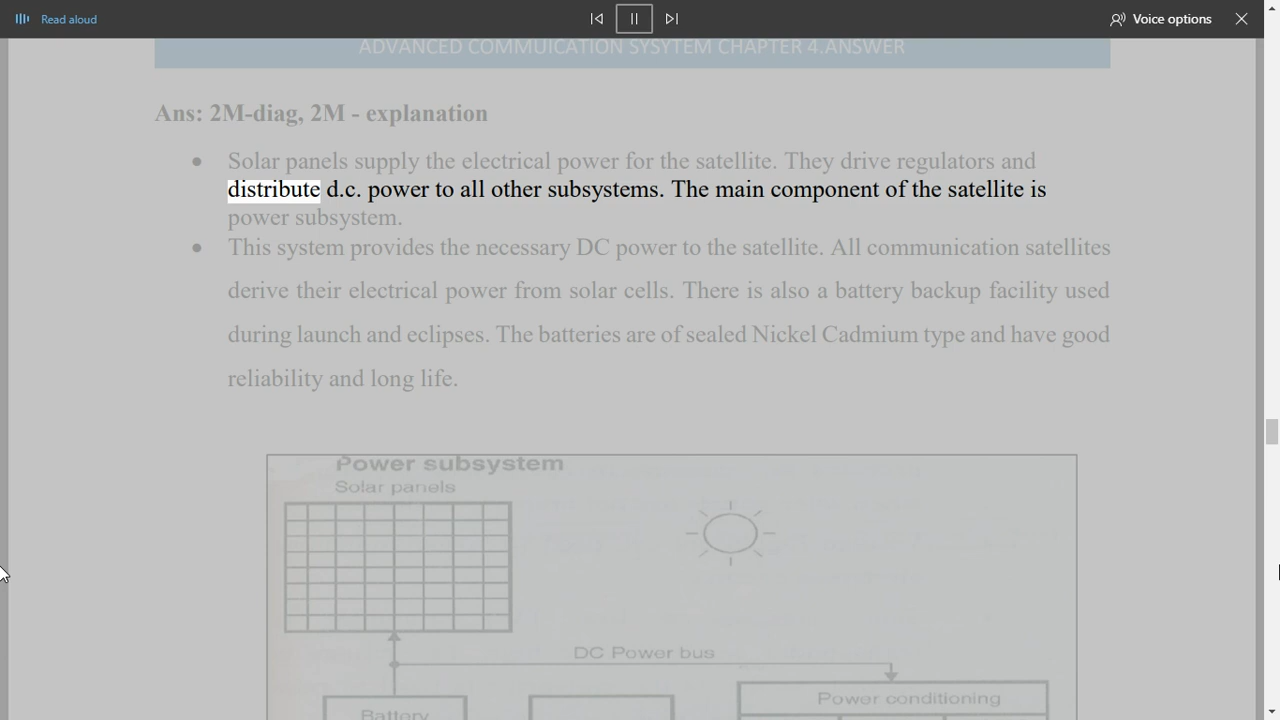 Read aloud
Voice options
ADVANCED COMMUICATION SYSYTEM CHAPTER 4.ANSWER
Ans: 2M-diag, 2M - explanation
• Solar panels supply the electrical power for the satellite. They drive regulators and
distribute d.c. power to all other subsystems. The main component of the satellite is
power subsystem.
• This system provides the necessary DC power to the satellite. All communication satellites
derive their electrical power from solar cells. There is also a battery backup facility used
during launch and eclipses. The batteries are of sealed Nickel Cadmium type and have good
reliability and long life.
Power subsystem
Solar panels
DC Power bus
Power conditioning
Battery